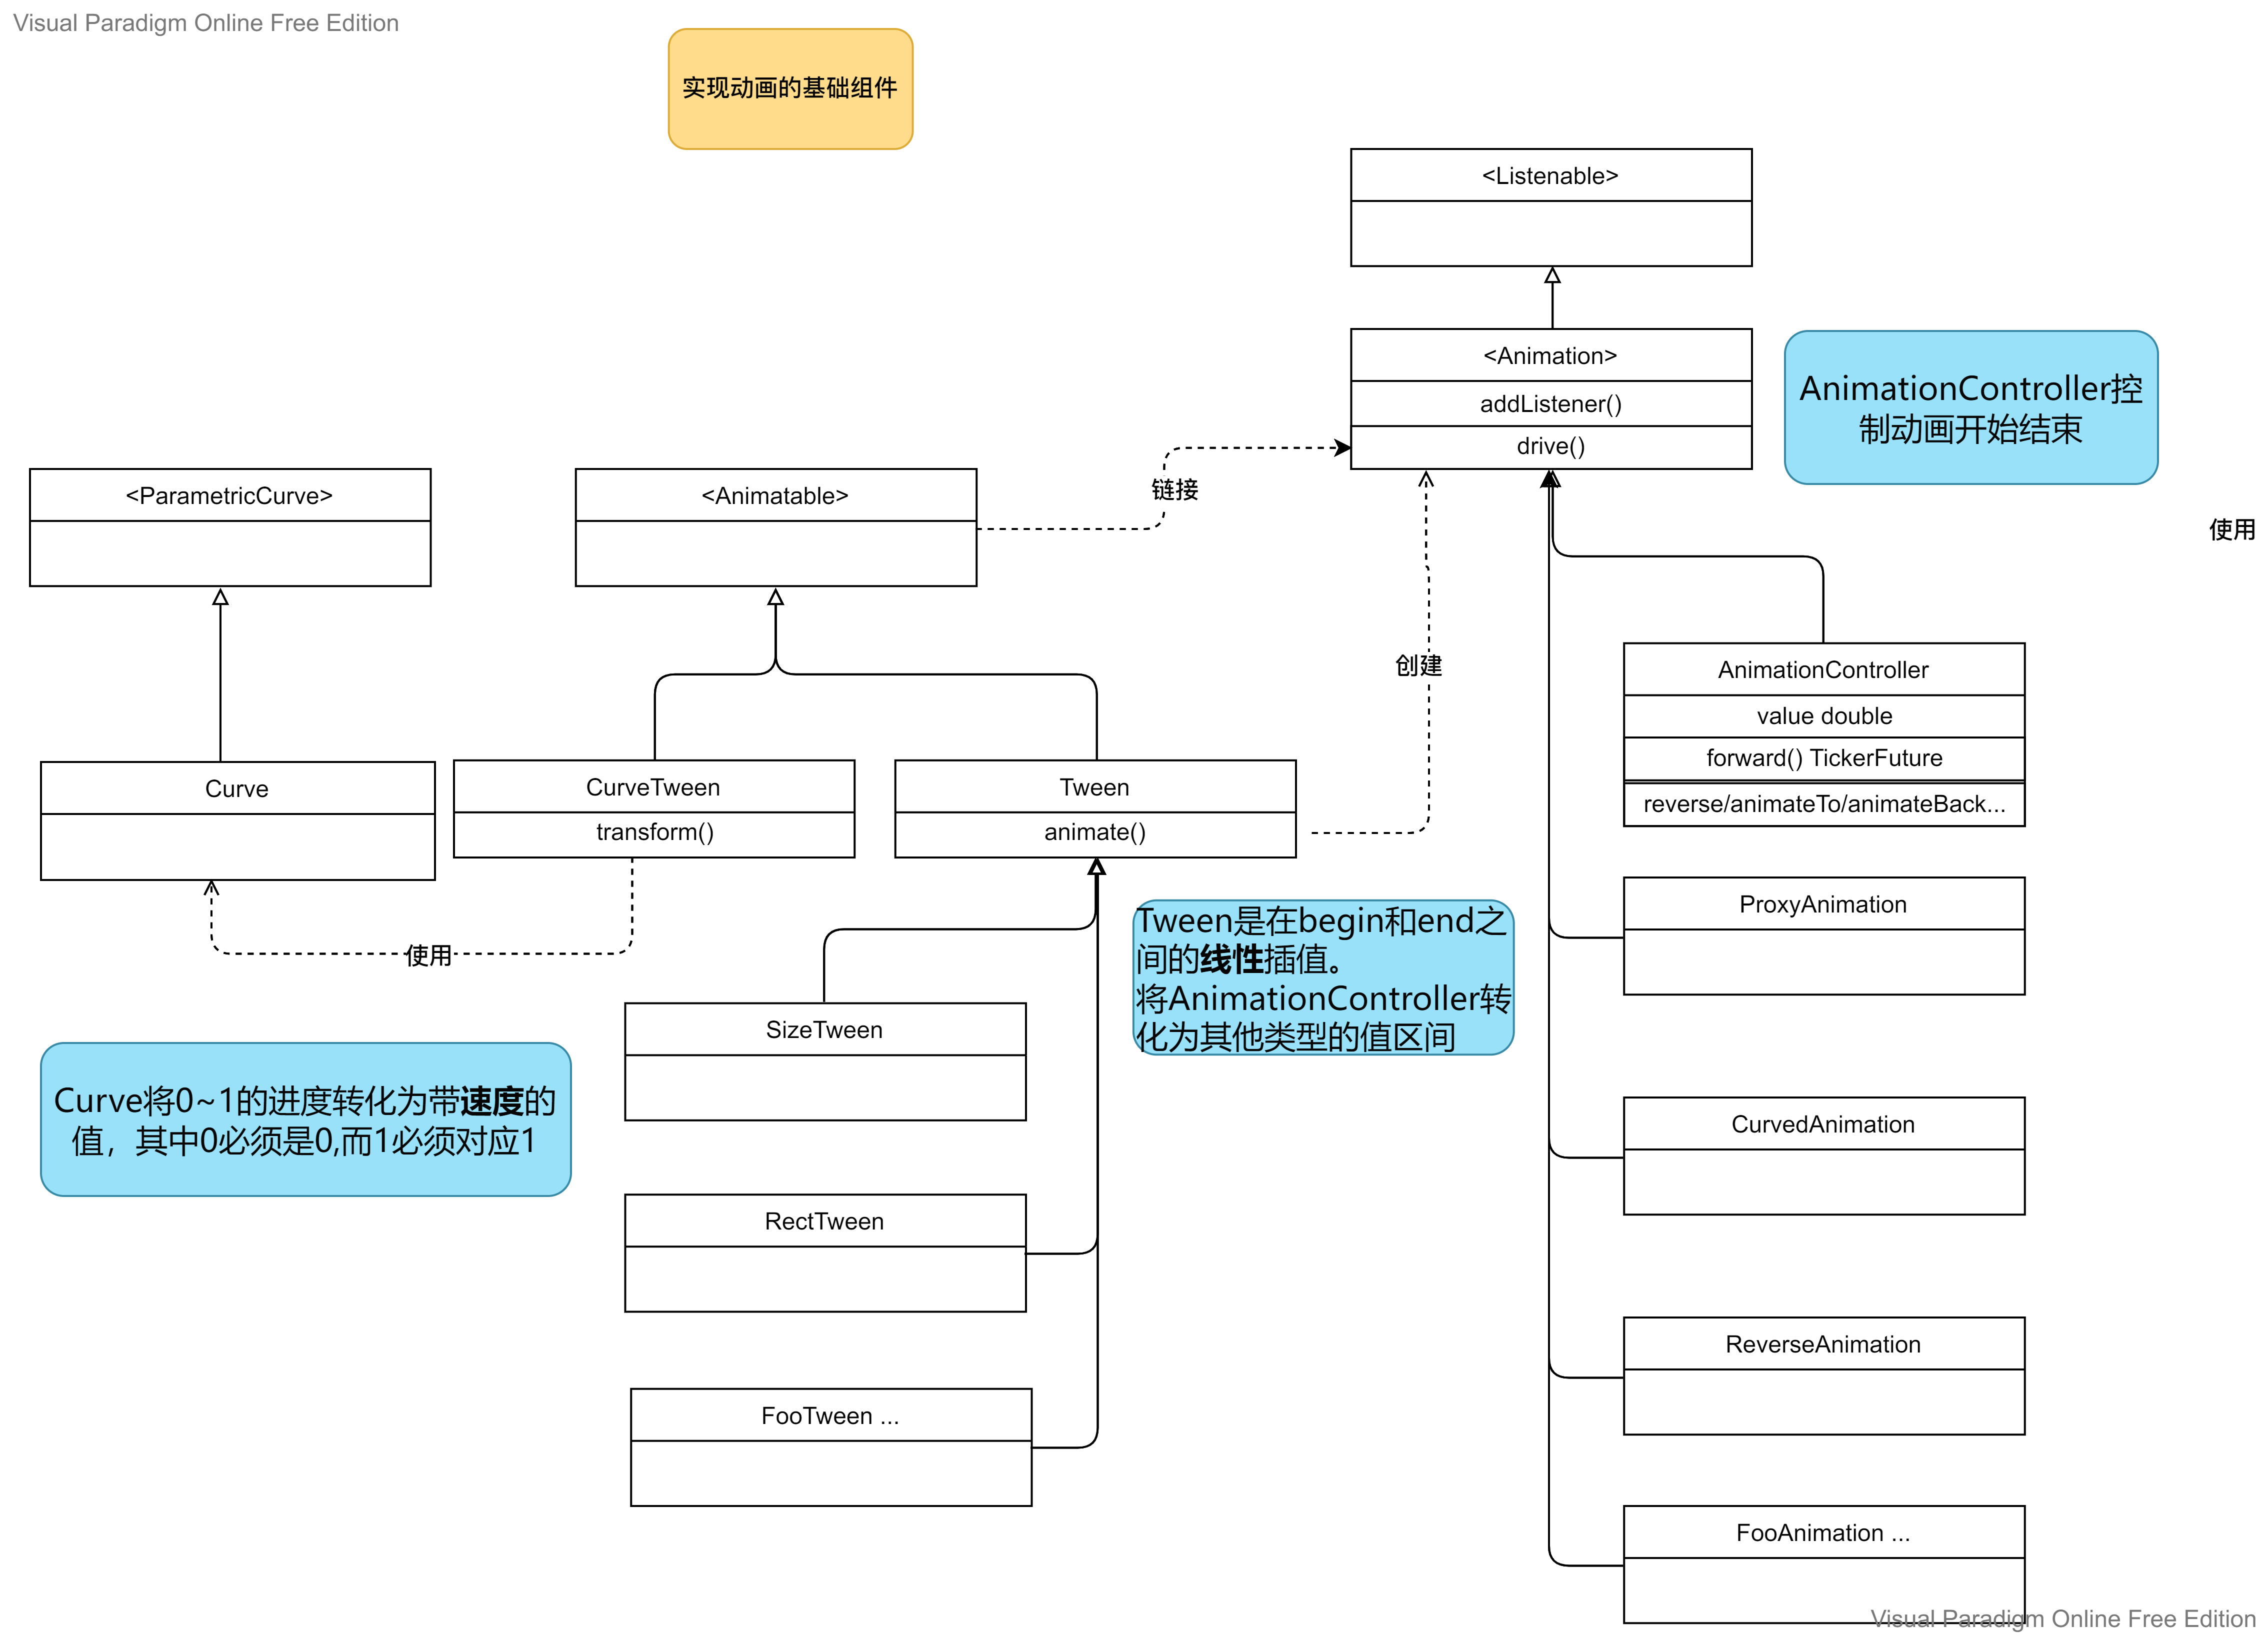 Visual Paradigm Online Free Edition
实现动画的基础组件
<Listenable>
<Animation>
addListener()
drive()
AnimationController控
制动画开始结束
<ParametricCurve>
<Animatable>
链接
使用
创建
AnimationController
value double
forward() TickerFuture
reverse/animateTo/animateBack...
Curve
CurveTween
transform()
Tween
animate()
使用
ProxyAnimation
Tween是在begin和end之
间的线性插值。
将AnimationController转
化为其他类型的值区间
SizeTween
Curve将0~1的进度转化为带速度的
值，其中0必须是0,而1必须对应1
CurvedAnimation
RectTween
ReverseAnimation
FooTween ...
FooAnimation ...
Visual Paradigm Online Free Edition